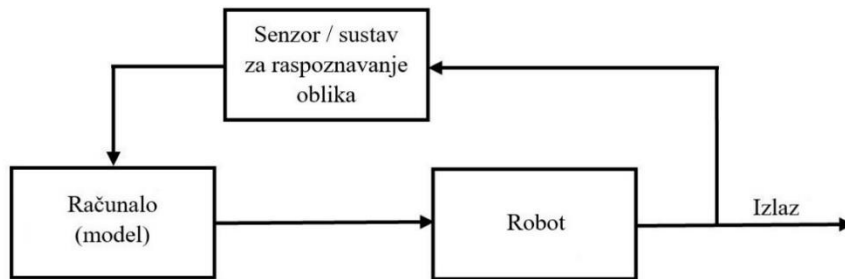 Senzor / sustav
za raspoznavanje
oblika
Računalo
(model)
Robot
Izlaz